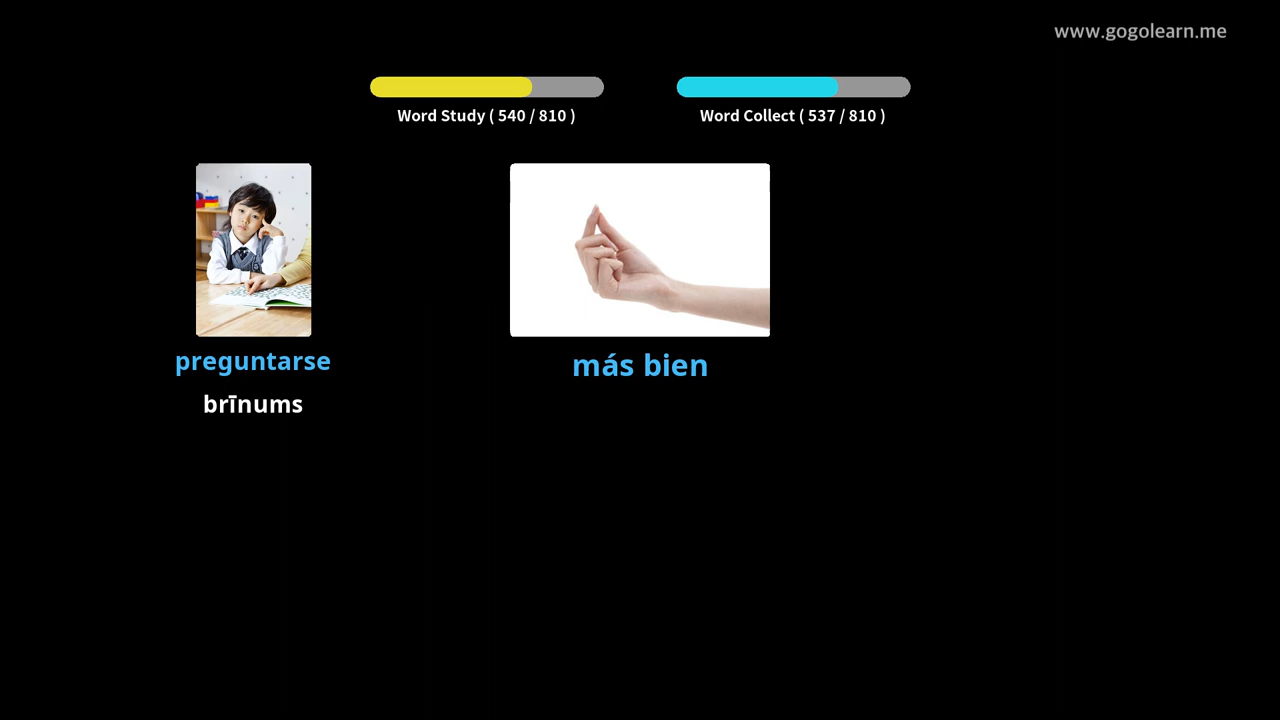 www.gogolearn.me
Word Study ( 540 / 810 )
Word Collect ( 537 / 810 )
preguntarse
brīnums
más bien